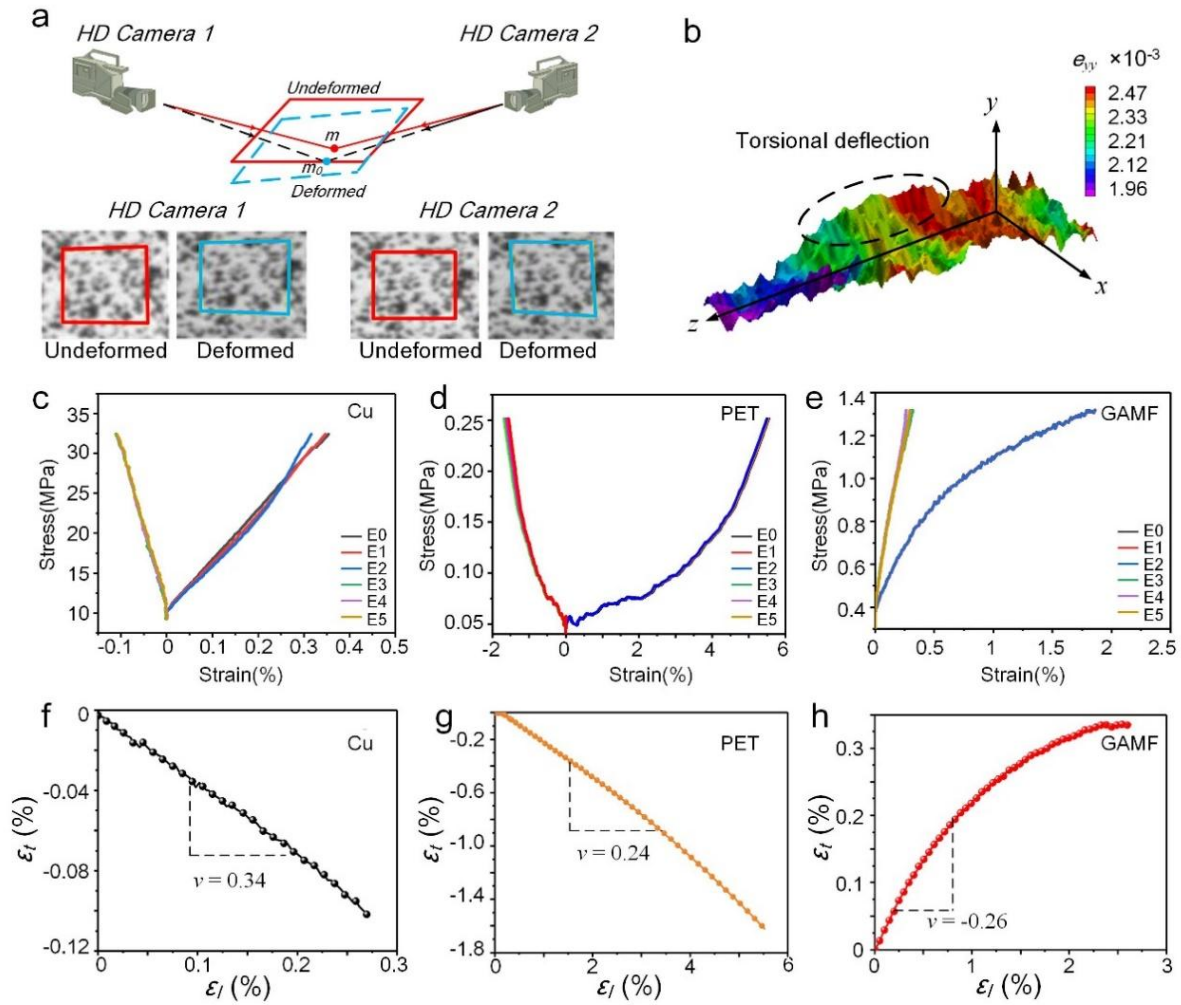 a
HD Camera 1
HD Camera 2
Undeformed
m
m0
Deformed
HD Camera 1
HD Camera 2
Undeformed
Deformed
Undeformed
Deformed
b
eyy ×10-3
2.47
2.33
2.21
2.12
1.96
Torsional deflection
y
x
z
c
Cu
Stress(MPa)
35
30
25
20
15
10
E0
E1
E2
E3
E4
E5
-0.1 0 0.1 0.2 0.3 0.4 0.5
Strain(%)
d
PET
Stress(MPa)
0.25
0.20
0.15
0.10
0.05
E0
E1
E2
E3
E4
E5
-2 0 2 4 6
Strain(%)
e
GAMF
Stress(MPa)
1.4
1.2
1.0
0.8
0.6
0.4
E0
E1
E2
E3
E4
E5
0 0.5 1 1.5 2 2.5
Strain(%)
f
Cu
εt (%)
0
-0.04
-0.08
-0.12
v = 0.34
0 0.1 0.2 0.3
εl (%)
g
PET
εt (%)
-0.2
-0.6
-1.0
-1.4
-1.8
v = 0.24
0 2 4 6
εl (%)
h
GAMF
εt (%)
0.3
0.2
0.1
0
v = -0.26
0 1 2 3
εl (%)